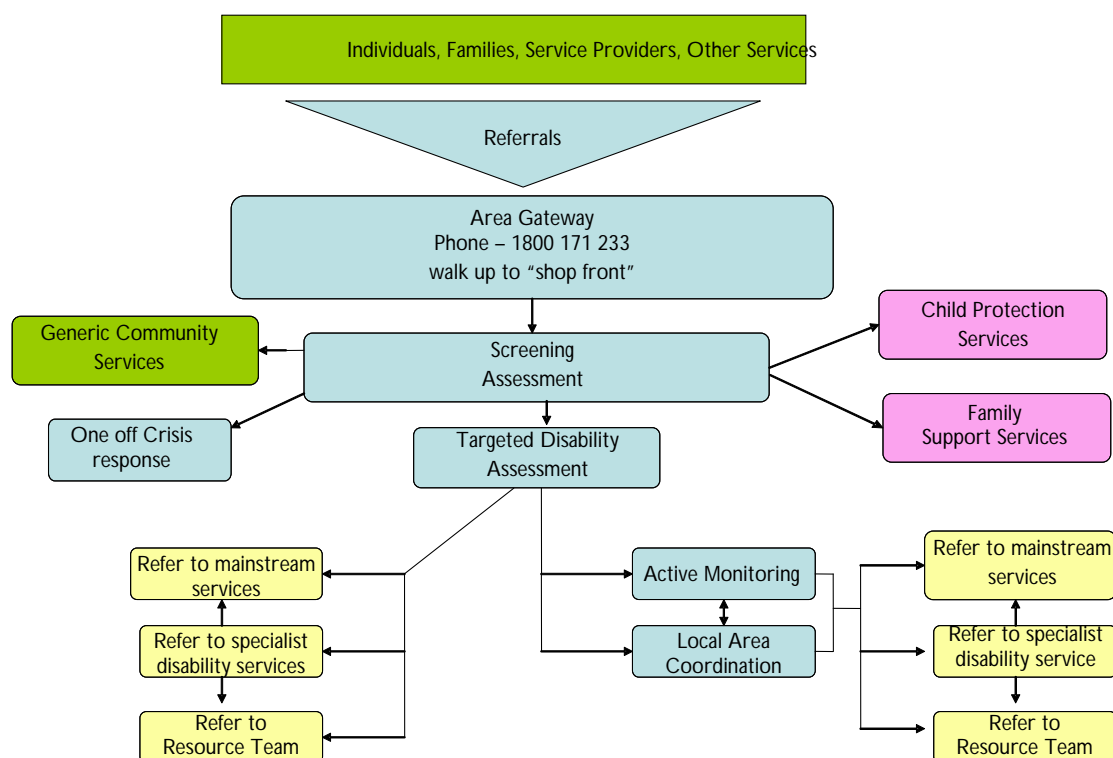 Individuals, Families, Service Providers, Other Services
Referrals
Area Gateway
Phone – 1800 171 233
walk up to “shop front”
Generic Community
Services
Screening
Assessment
Child Protection
Services
One off Crisis
response
Targeted Disability
Assessment
Family
Support Services
Refer to mainstream
services
Refer to specialist
disability services
Refer to
Resource Team
Active Monitoring
Local Area
Coordination
Refer to mainstream
services
Refer to specialist
disability service
Refer to
Resource Team